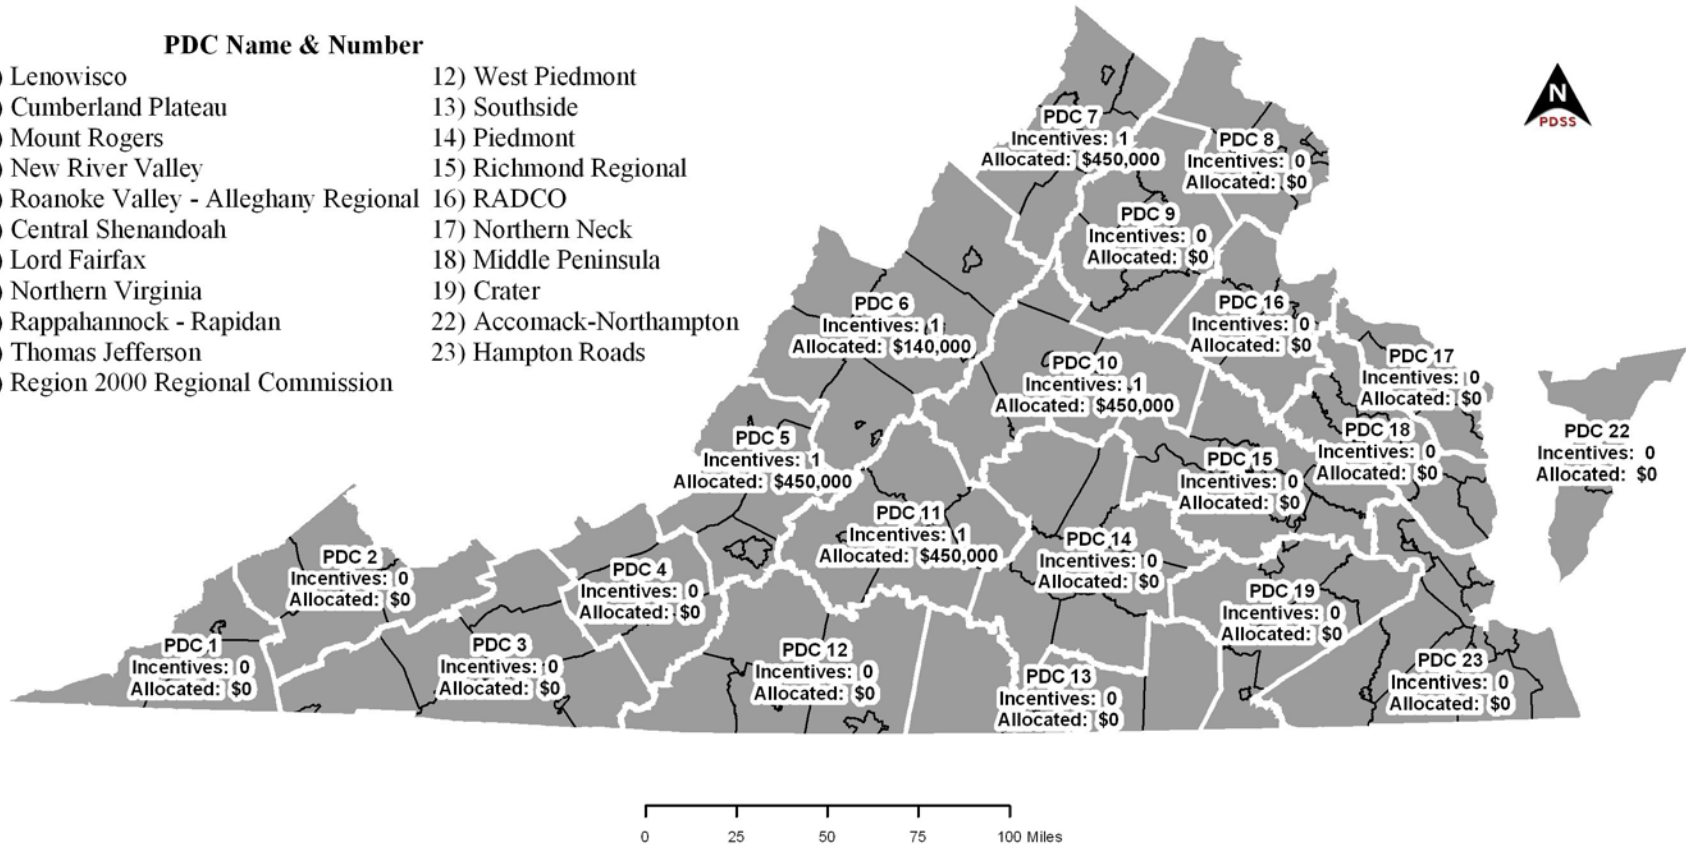 PDC Name & Number
) Lenowisco
) Cumberland Plateau
) Mount Rogers
) New River Valley
) Roanoke Valley - Alleghany Regional
) Central Shenandoah
) Lord Fairfax
) Northern Virginia
) Rappahannock - Rapidan
) Thomas Jefferson
) Region 2000 Regional Commission
12) West Piedmont
13) Southside
14) Piedmont
15) Richmond Regional
16) RADCO
17) Northern Neck
18) Middle Peninsula
19) Crater
22) Accomack-Northampton
23) Hampton Roads
N
PDSS
PDC 7
Incentives: 1
Allocated: $450,000
PDC 8
Incentives: 0
Allocated: $0
PDC 9
Incentives: 0
Allocated: $0
PDC 6
Incentives: 1
Allocated: $140,000
PDC 16
Incentives: 0
Allocated: $0
PDC 10
Incentives: 1
Allocated: $450,000
PDC 17
Incentives: 0
Allocated: $0
PDC 5
Incentives: 1
Allocated: $450,000
PDC 18
Incentives: 0
Allocated: $0
PDC 22
Incentives: 0
Allocated: $0
PDC 15
Incentives: 0
Allocated: $0
PDC 11
Incentives: 1
Allocated: $450,000
PDC 14
Incentives: 0
Allocated: $0
PDC 2
Incentives: 0
Allocated: $0
PDC 4
Incentives: 0
Allocated: $0
PDC 19
Incentives: 0
Allocated: $0
PDC 1
Incentives: 0
Allocated: $0
PDC 3
Incentives: 0
Allocated: $0
PDC 12
Incentives: 0
Allocated: $0
PDC 13
Incentives: 0
Allocated: $0
PDC 23
Incentives: 0
Allocated: $0
0 25 50 75 100 Miles